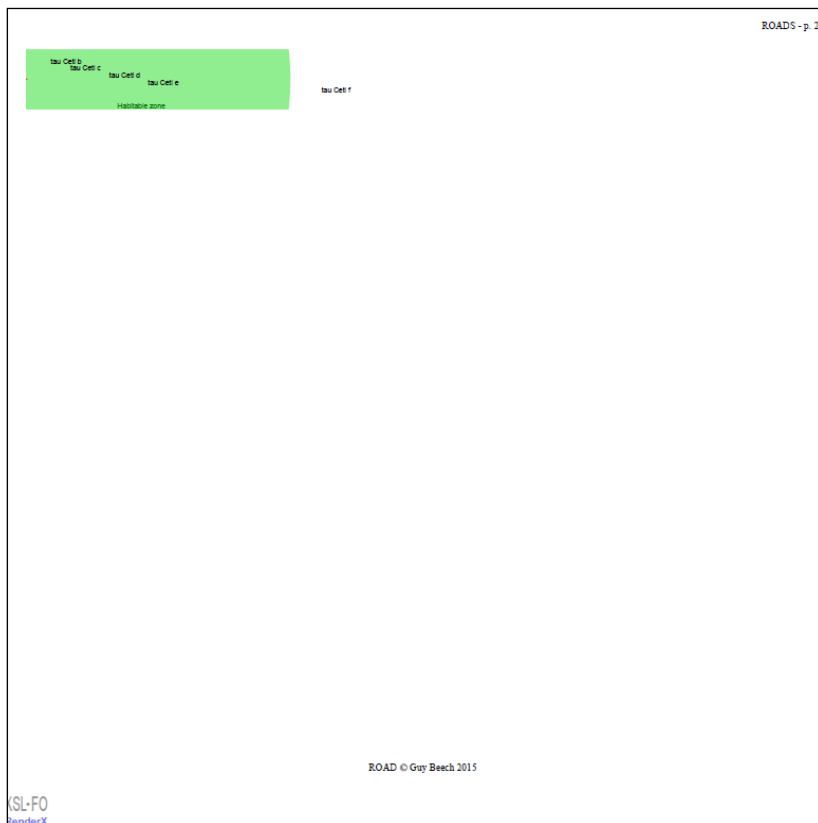 ROADS - p. 2
tau Ceti b
tau Ceti c
tau Ceti d
tau Ceti e
tau Ceti f
Habitable zone
ROAD © Guy Beech 2015
XSL•FO
RenderX